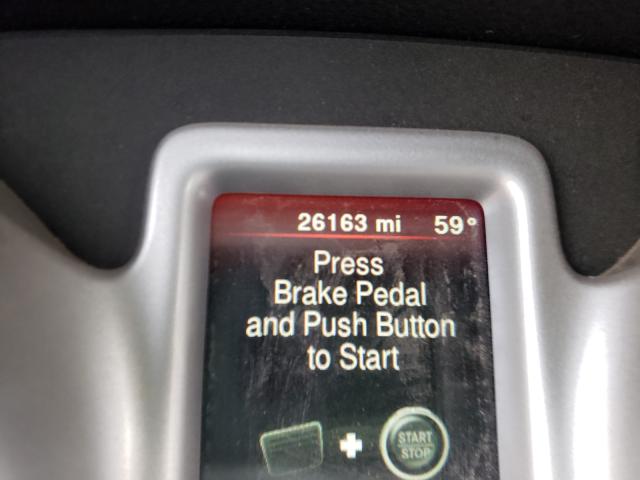 26163 mi 59°
Press
Brake Pedal
and Push Button
to Start
START
STOP